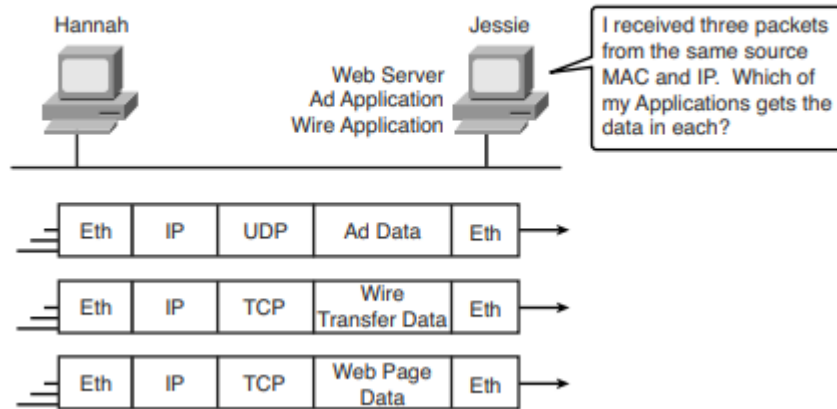 Hannah
Jessie
Web Server
Ad Application
Wire Application
I received three packets
from the same source
MAC and IP.  Which of
my Applications gets the
data in each?
Eth IP UDP Ad Data Eth
Eth IP TCP Wire
Transfer Data Eth
Eth IP TCP Web Page
Data Eth